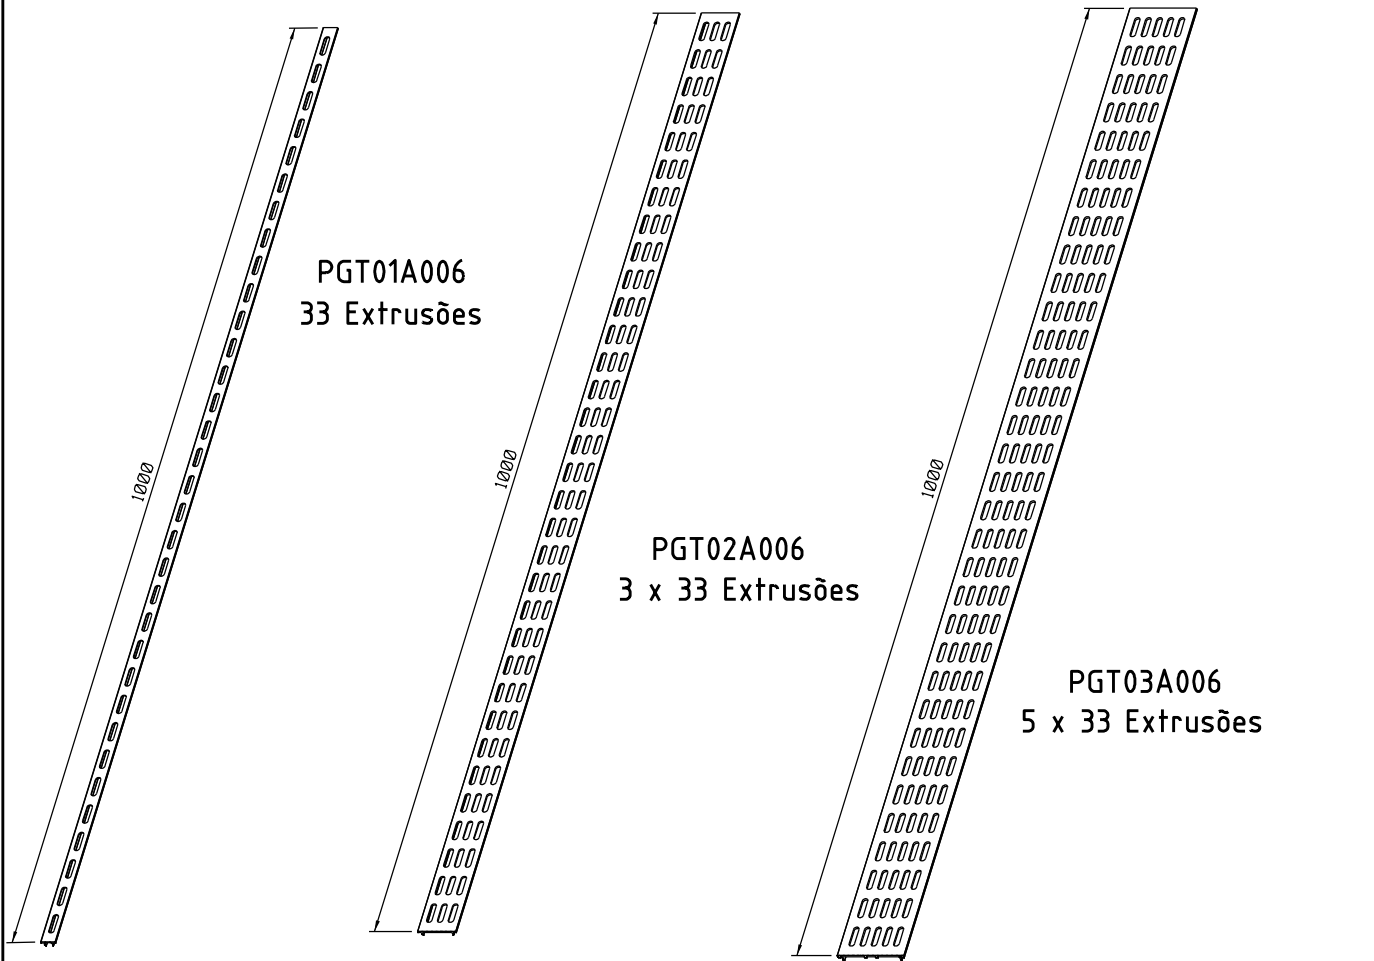 PGT01A006
33 Extrusões
1000
1000
1000
PGT02A006
3 x 33 Extrusões
PGT03A006
5 x 33 Extrusões